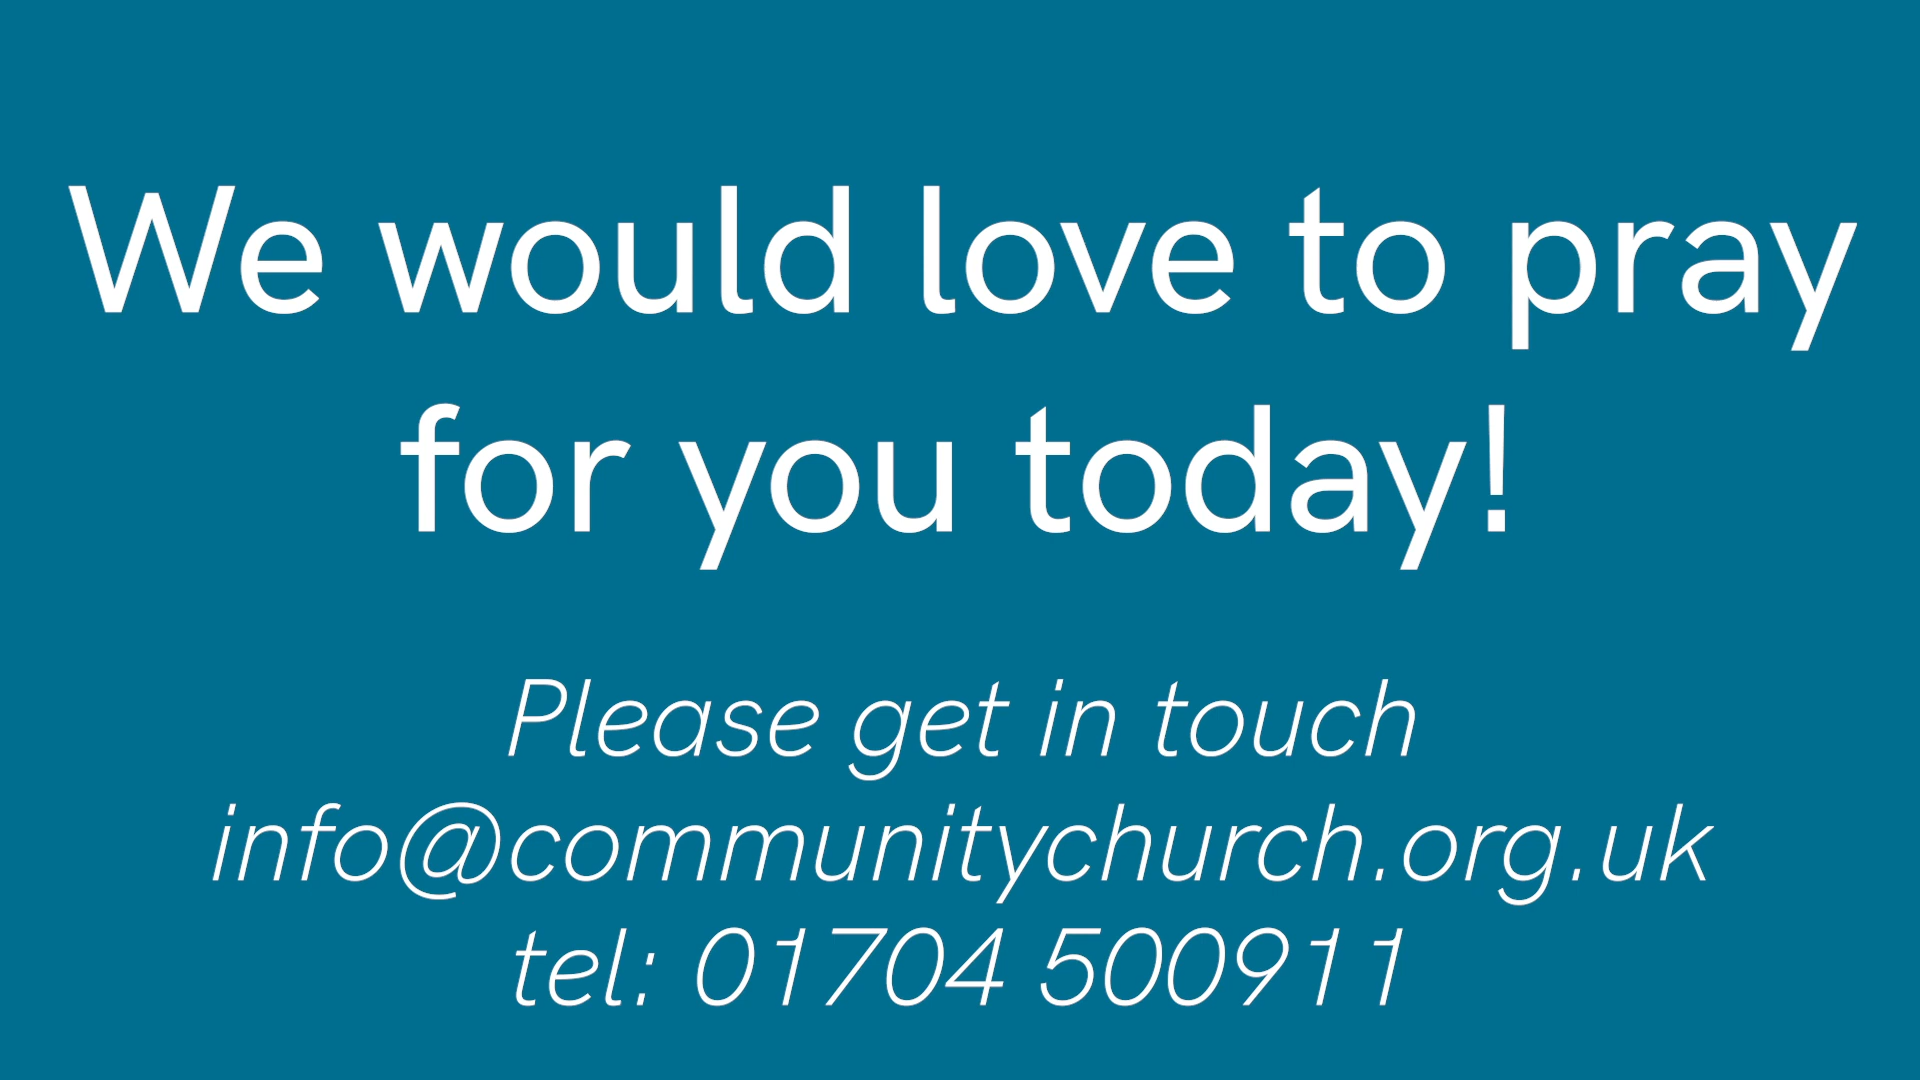 We would love to pray
for you today!
Please get in touch
info@communitychurch.org.uk
tel: 01704 500911